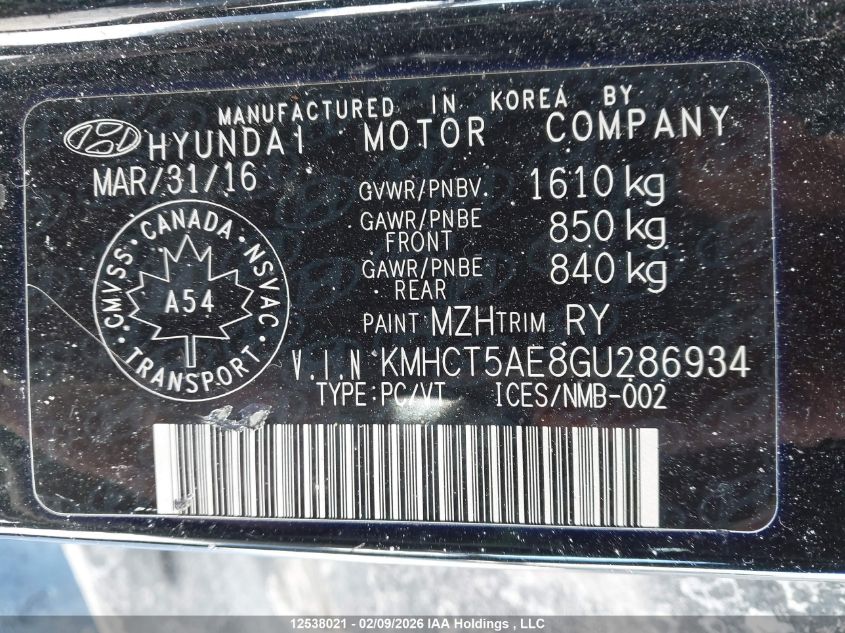 MANUFACTURED IN KOREA BY
HYUNDAI MOTOR COMPANY
MAR/31/16
GVWR/PNBV. 1610 kg
GAWR/PNBE FRONT 850 kg
GAWR/PNBE REAR 840 kg
CMVSS · CANADA · NSVAC
A54
TRANSPORT
PAINT MZH TRIM RY
V.I.N KMHCT5AE8GU286934
TYPE:PC/VT ICES/NMB-002
12538021 - 02/09/2026 IAA Holdings , LLC